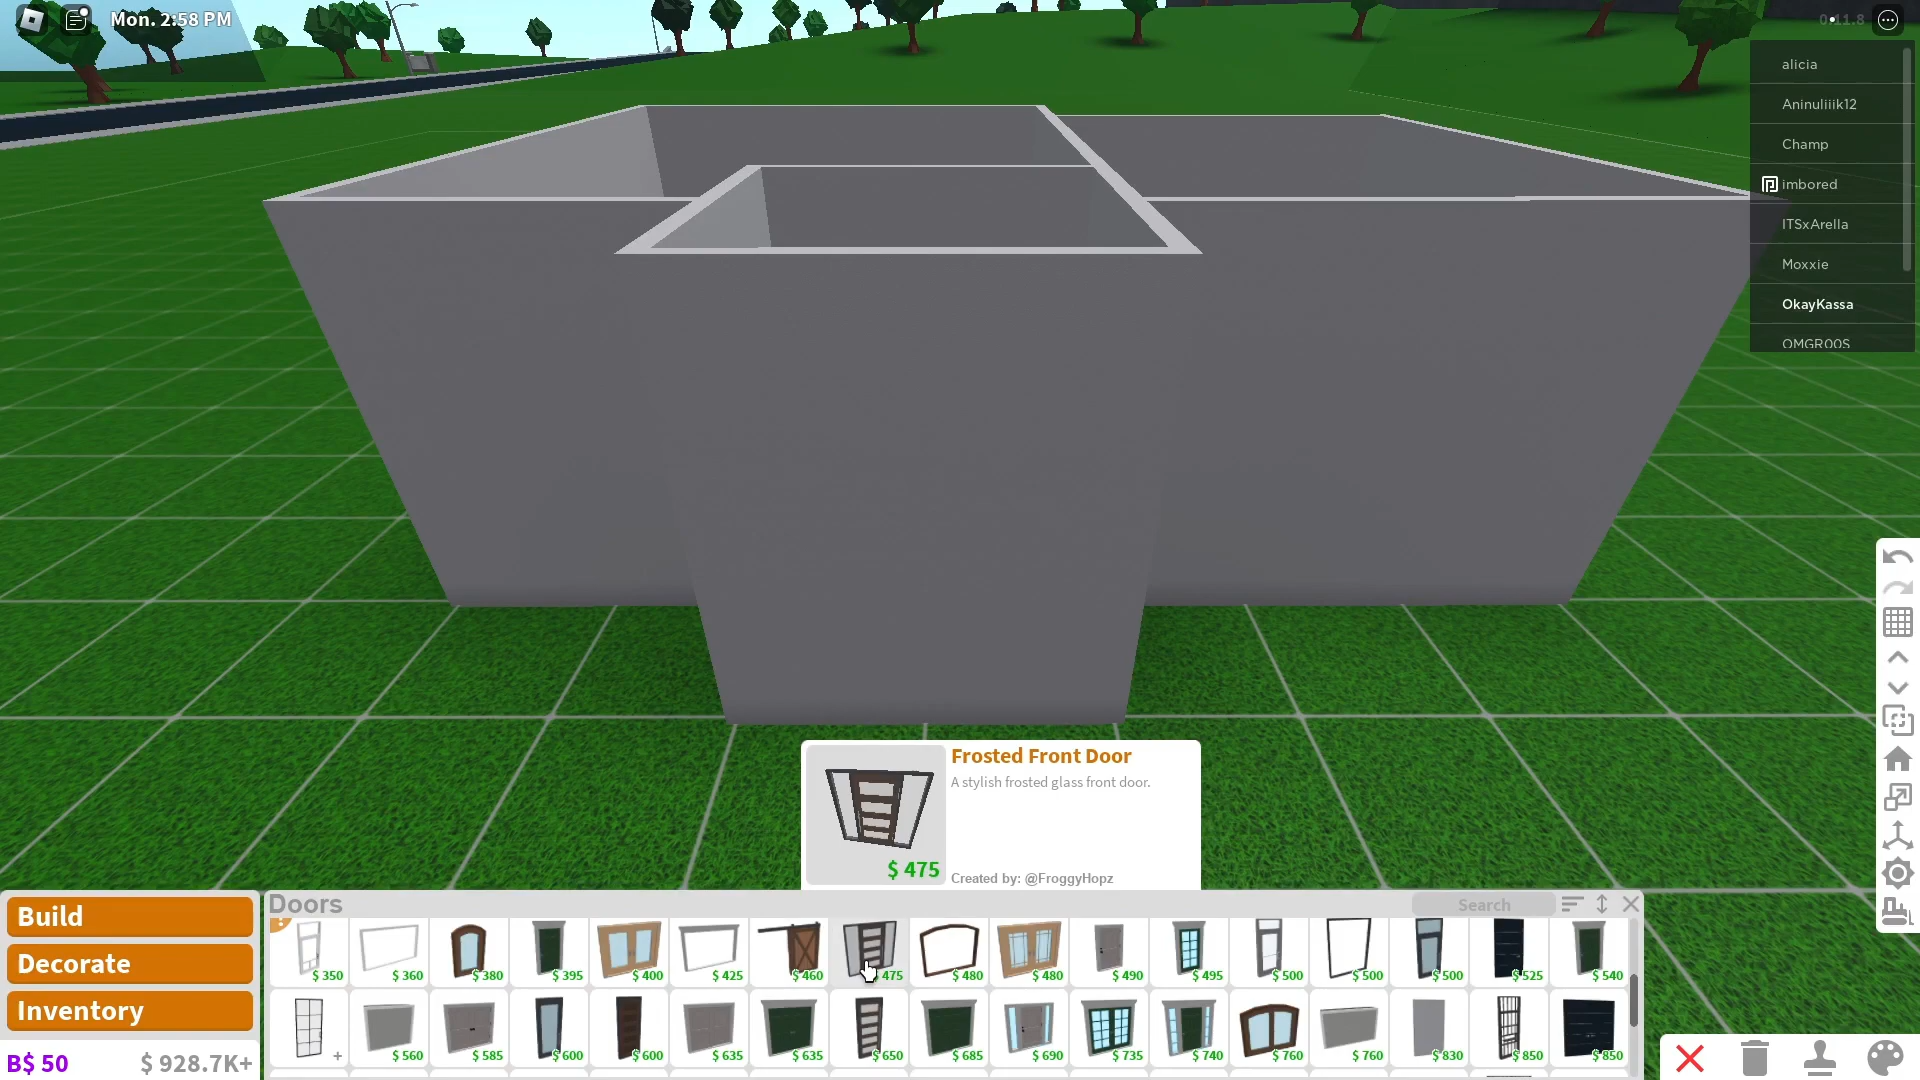 Mon. 2:58 PM
alicia
Aninuliiik12
Champ
imbored
ITSxArella
Moxxie
OkayKassa
OMGR00S
Frosted Front Door
A stylish frosted glass front door.
$ 475
Created by: @FroggyHopz
Build
Decorate
Inventory
B$ 50
$ 928.7K+
Doors
Search
$ 350
$ 360
$ 380
$ 395
$ 400
$ 425
$ 460
475
$ 480
$ 480
$ 490
$ 495
$ 500
$ 500
$ 500
$ 525
$ 540
+
$ 560
$ 585
$ 600
$ 600
$ 635
$ 635
$ 650
$ 685
$ 690
$ 735
$ 740
$ 760
$ 760
$ 830
$ 850
$ 850